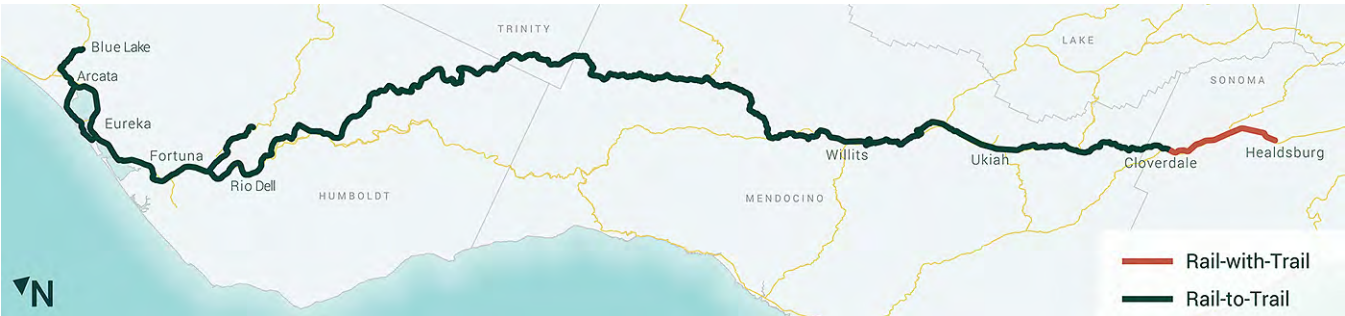 TRINITY
LAKE
Blue Lake
Arcata
SONOMA
Eureka
Fortuna
Willits
Ukiah
Cloverdale
Healdsburg
Rio Dell
HUMBOLDT
MENDOCINO
Rail-with-Trail
N
Rail-to-Trail